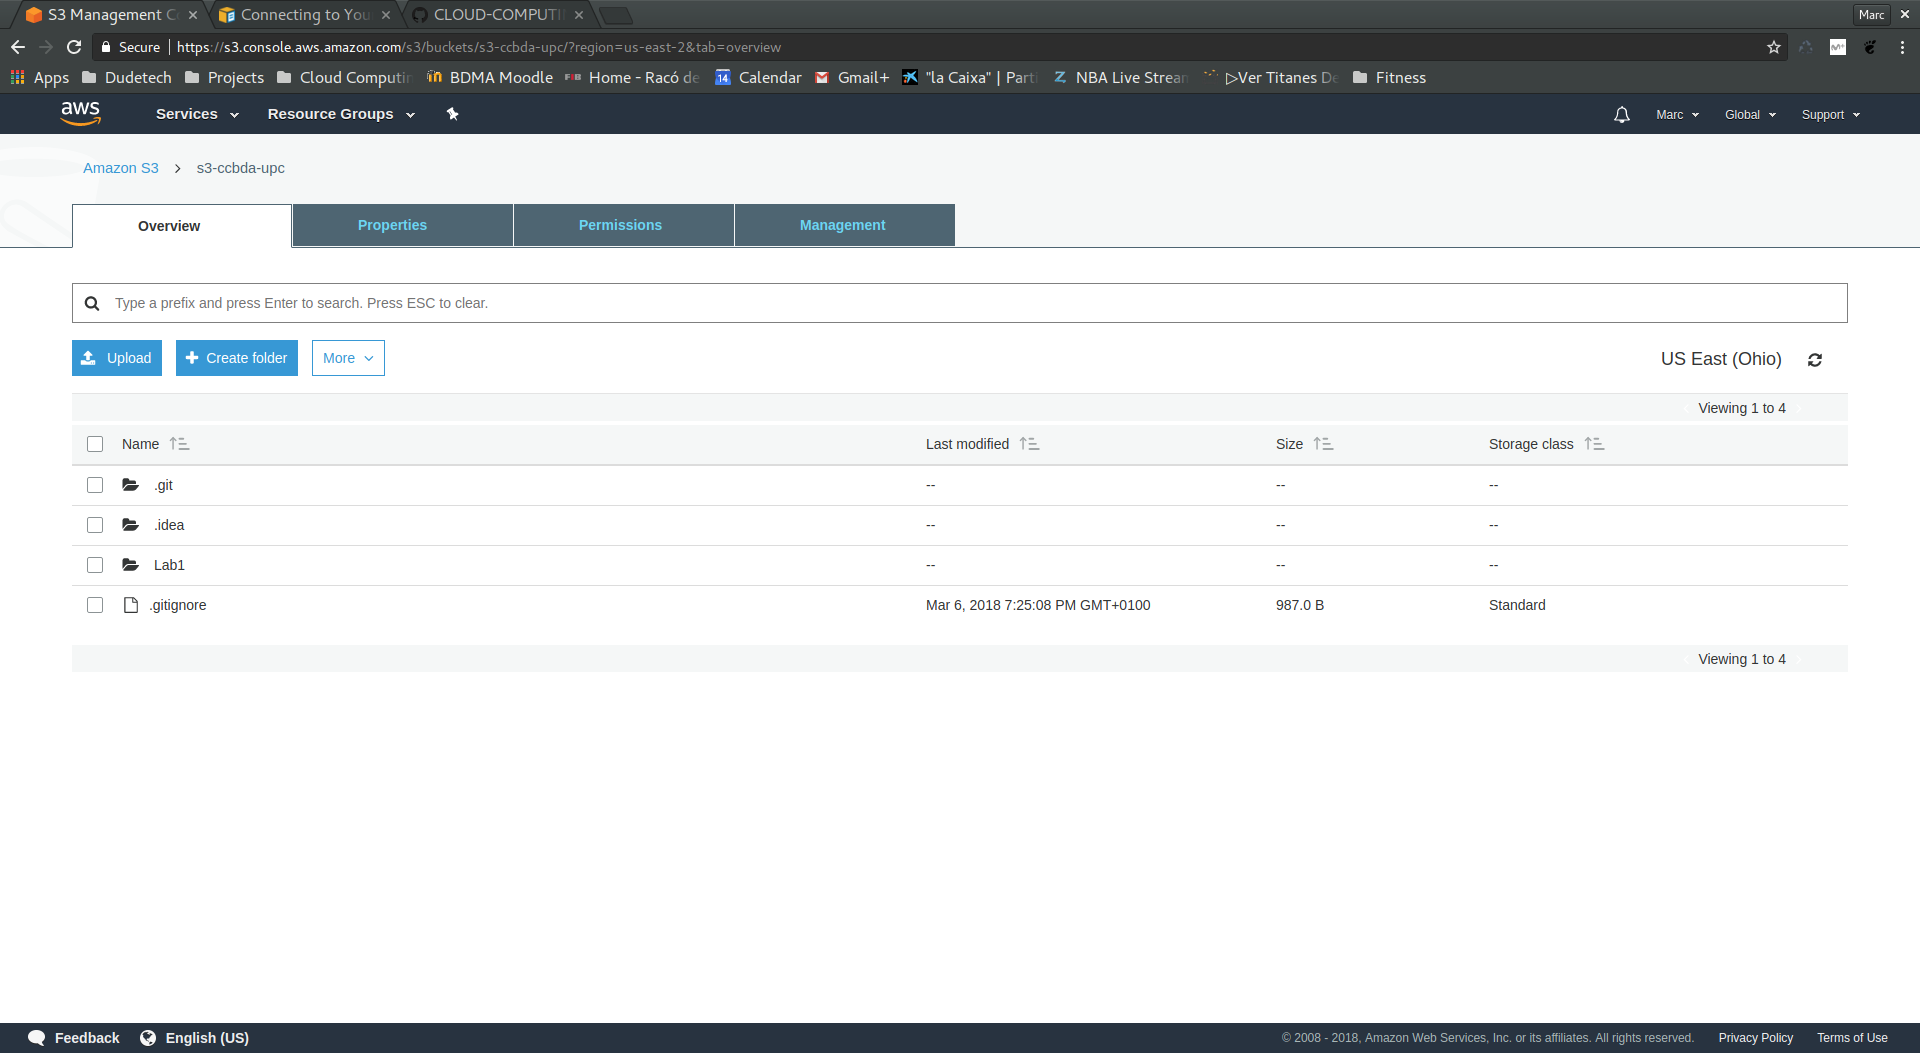 S3 Management C
Connecting to You
CLOUD-COMPUTI
Marc
Secure
https://s3.console.aws.amazon.com/s3/buckets/s3-ccbda-upc/?region=us-east-2&tab=overview
Apps
Dudetech
Projects
Cloud Computin
BDMA Moodle
Home - Racó de
Calendar
Gmail+
"la Caixa" | Parti
NBA Live Stream
▷Ver Titanes De
Fitness
aws
Services
Resource Groups
Marc
Global
Support
Amazon S3
s3-ccbda-upc
Overview
Properties
Permissions
Management
Type a prefix and press Enter to search. Press ESC to clear.
Upload
Create folder
More
US East (Ohio)
Viewing 1 to 4
Name Last modified Size Storage class
.git -- -- --
.idea -- -- --
Lab1 -- -- --
.gitignore Mar 6, 2018 7:25:08 PM GMT+0100 987.0 B Standard
Viewing 1 to 4
Feedback
English (US)
© 2008 - 2018, Amazon Web Services, Inc. or its affiliates. All rights reserved.
Privacy Policy
Terms of Use